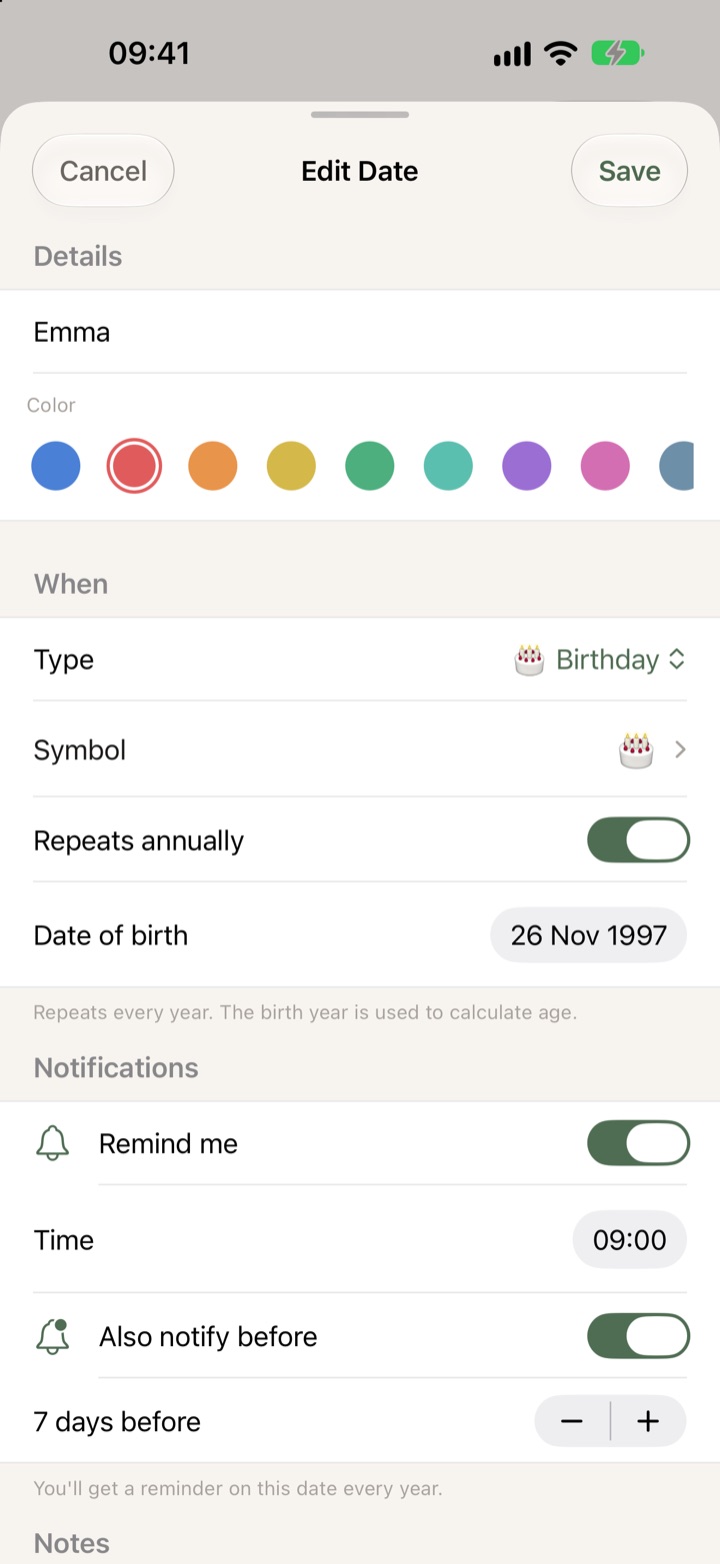 09:41
Cancel
Edit Date
Save
Details
Emma
Color
When
Type
Birthday
Symbol
Repeats annually
Date of birth
26 Nov 1997
Repeats every year. The birth year is used to calculate age.
Notifications
Remind me
Time
09:00
Also notify before
7 days before
You'll get a reminder on this date every year.
Notes